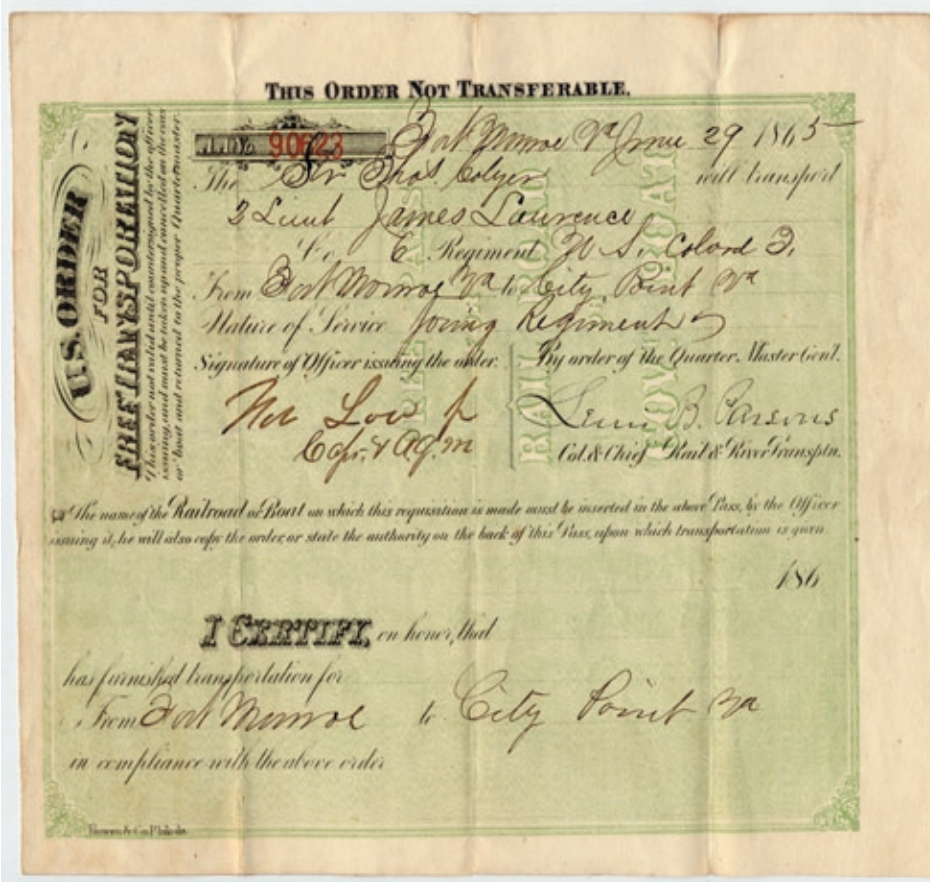 THIS ORDER NOT TRANSFERABLE.
U.S. ORDER
FOR
FREE TRANSPORTATION
This order not valid until countersigned by the officer
issuing, and must be taken up and cancelled on the cars
or boat and returned to the proper Quartermaster.
90623
Fort Monroe Va June 29 1865
The Str Thos. Colyer will transport
2 Lieut James Lawrence
Co. E Regiment U. S. Colored
From Fort Monroe Va to City Point Va
Nature of Service Joing Regiment
Signature of Officer issuing the order. By order of the Quarter Master Genl.
Low Jr Lewis B. Parsons
Capt & AQM Col. & Chief Rail & River Transptn.
The name of the Railroad or Boat on which this requisition is made must be inserted in the above Pass, by the Officer
issuing it, he will also copy the order, or state the authority on the back of this Pass, upon which transportation is given.
186
I CERTIFY, on honor, that
has furnished transportation for
From Fort Monroe to City Point Va
in compliance with the above order